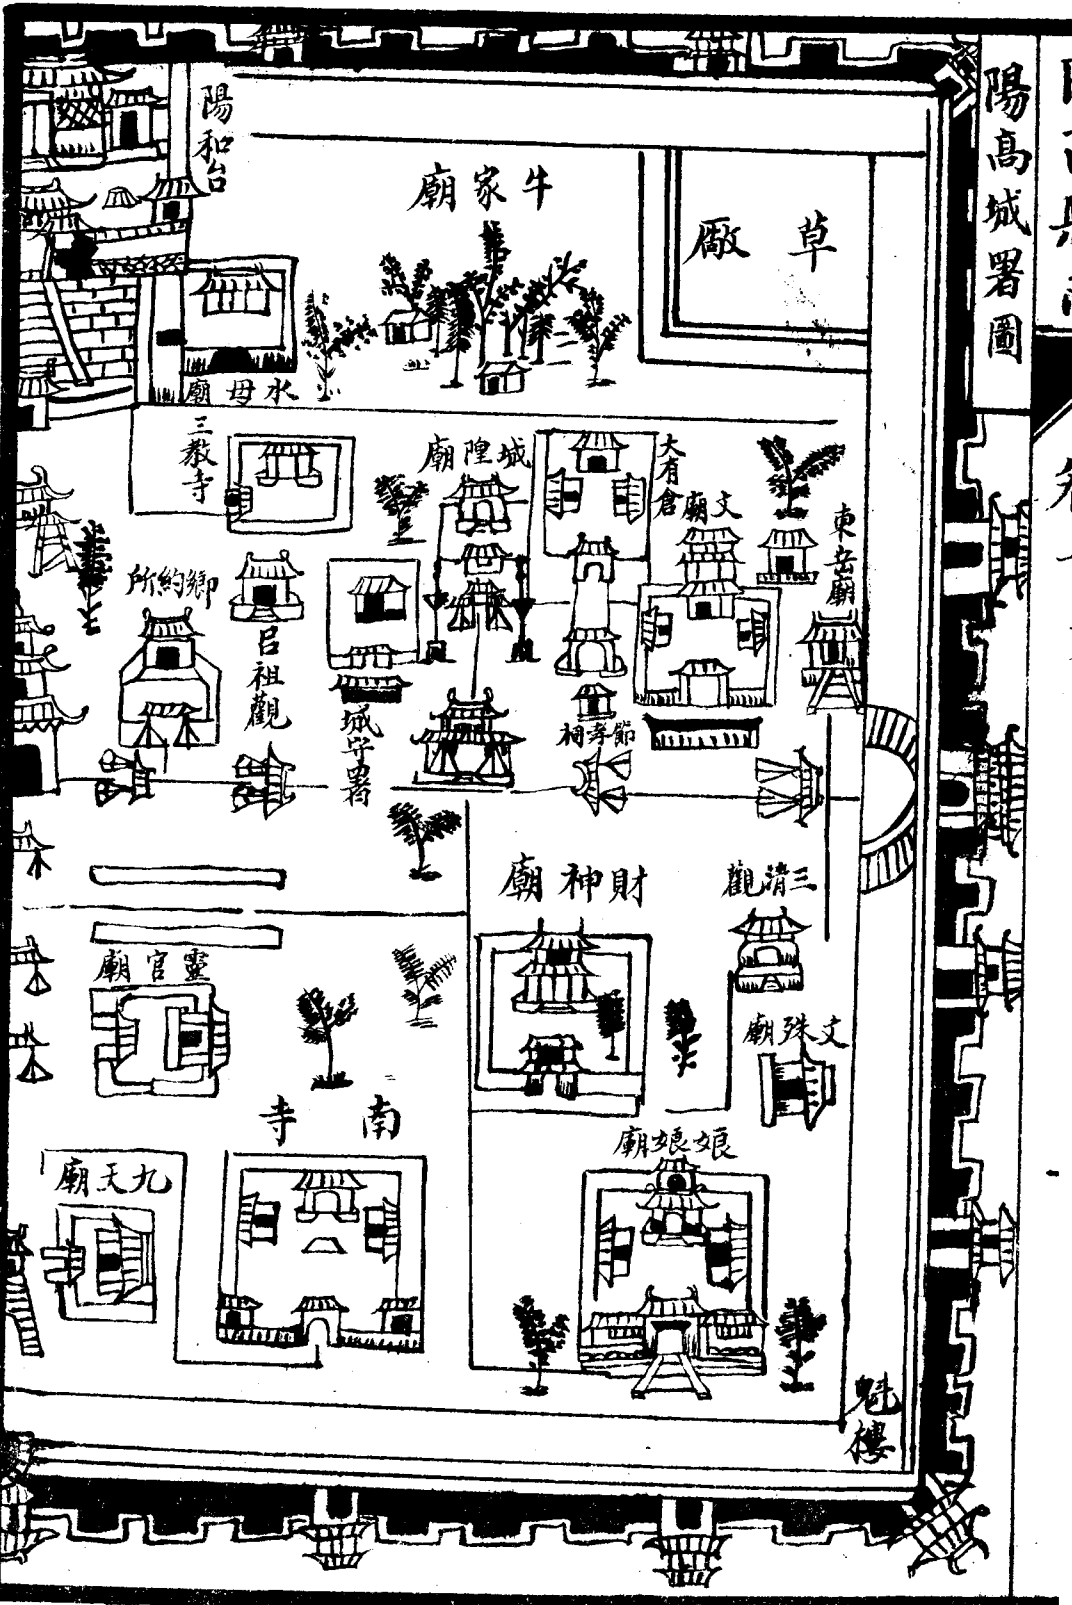 陽高城署圖
陽和台
牛家廟
草廠
水母廟
三教寺
城隍廟
大有倉
文廟
東岳廟
鄉約所
呂祖觀
城守署
節孝祠
財神廟
三清觀
靈官廟
文殊廟
南寺
娘娘廟
九天廟
魁樓